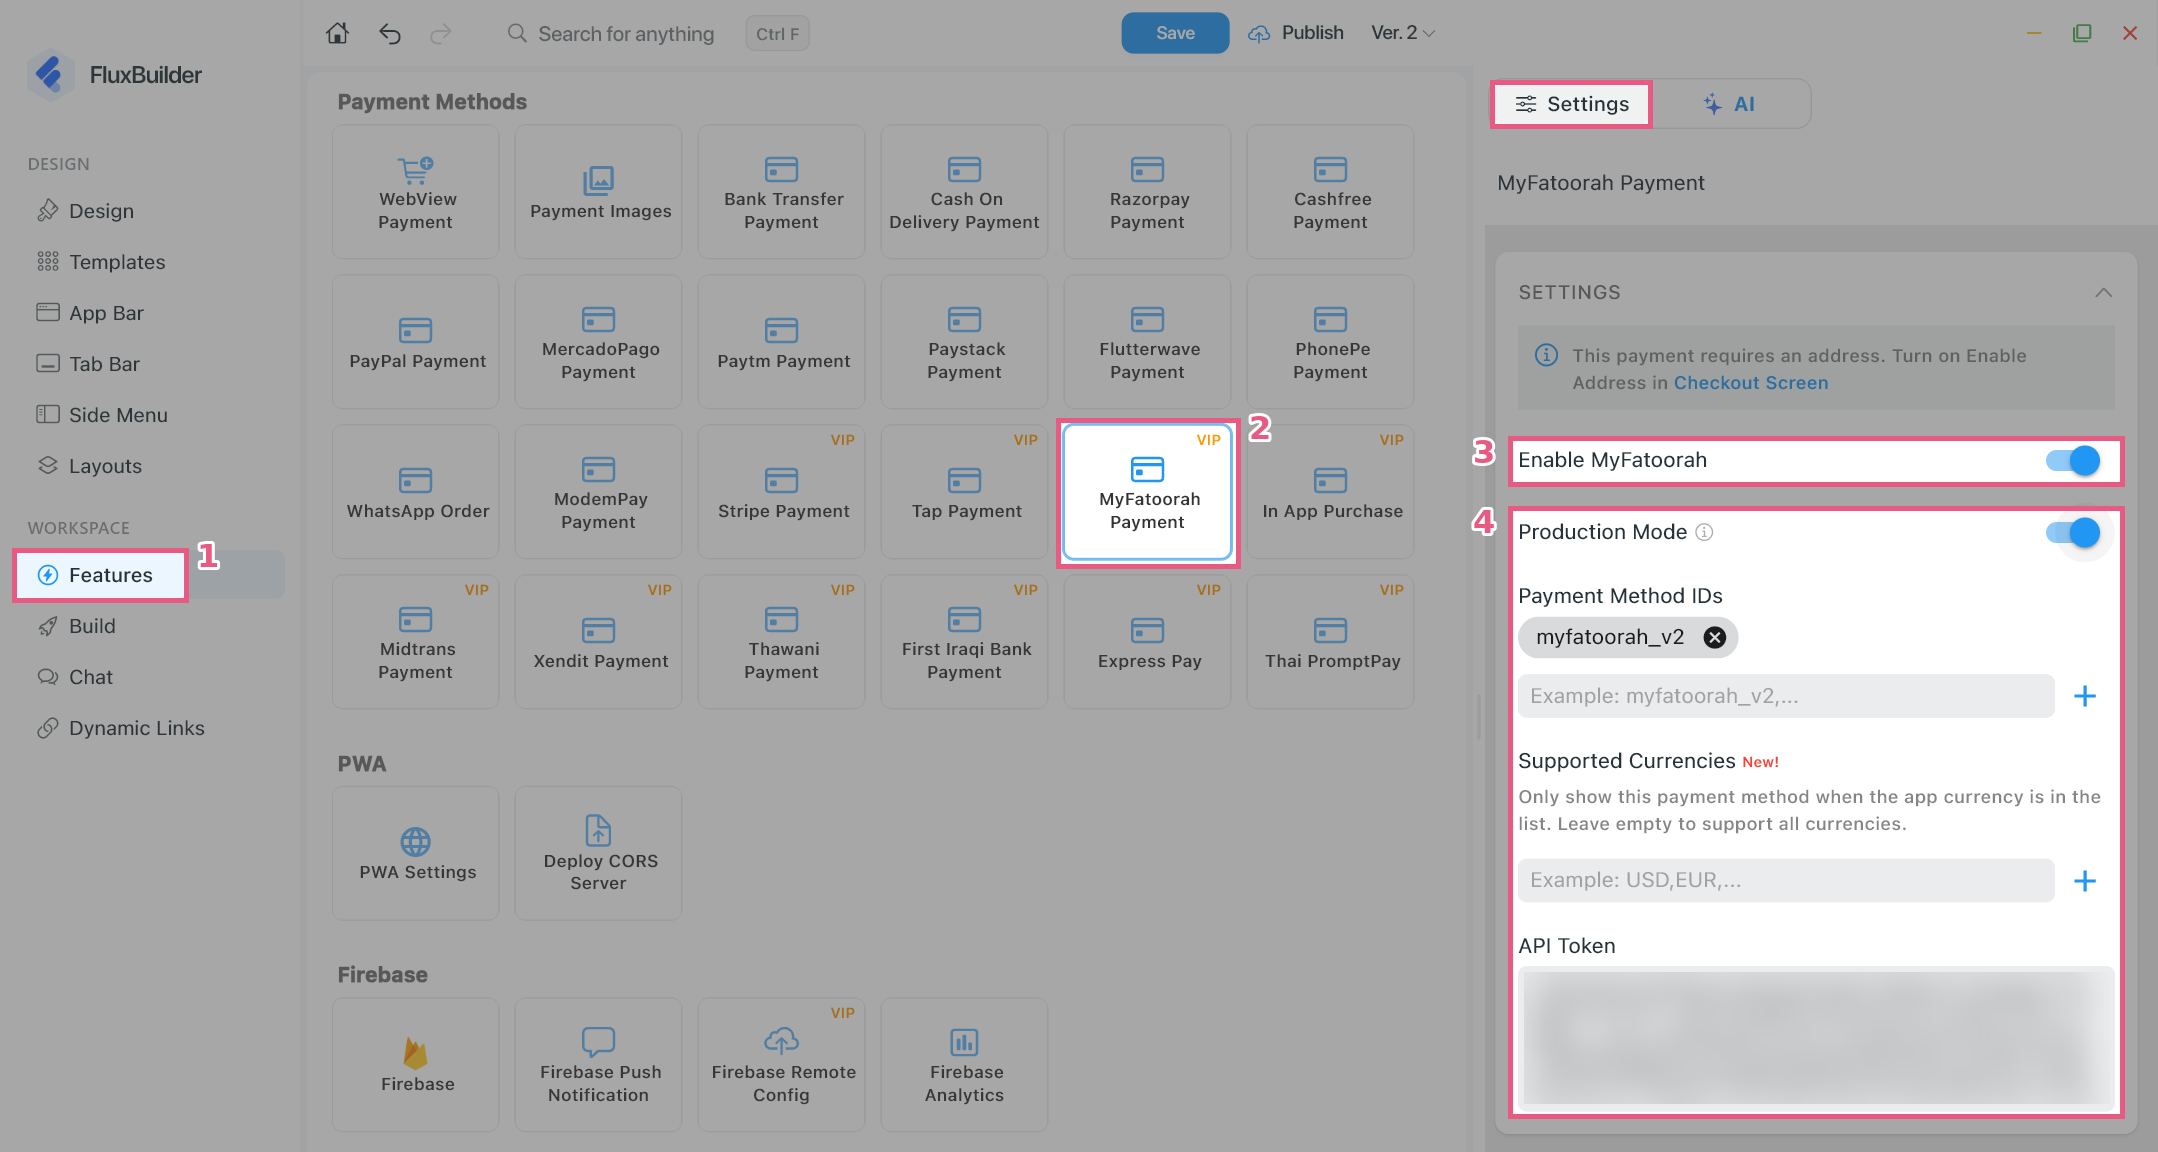 FluxBuilder
Search for anything
Ctrl F
Save
Publish
Ver. 2
DESIGN
Design
Templates
App Bar
Tab Bar
Side Menu
Layouts
WORKSPACE
Features
1
Build
Chat
Dynamic Links
Payment Methods
WebView
Payment
Payment Images
Bank Transfer
Payment
Cash On
Delivery Payment
Razorpay
Payment
Cashfree
Payment
PayPal Payment
MercadoPago
Payment
Paytm Payment
Paystack
Payment
Flutterwave
Payment
PhonePe
Payment
WhatsApp Order
ModemPay
Payment
VIP
Stripe Payment
VIP
Tap Payment
VIP
MyFatoorah
Payment
2
VIP
In App Purchase
VIP
Midtrans
Payment
VIP
Xendit Payment
VIP
Thawani
Payment
VIP
First Iraqi Bank
Payment
VIP
Express Pay
VIP
Thai PromptPay
PWA
PWA Settings
Deploy CORS
Server
Firebase
Firebase
Firebase Push
Notification
VIP
Firebase Remote
Config
Firebase
Analytics
Settings
AI
MyFatoorah Payment
SETTINGS
This payment requires an address. Turn on Enable
Address in Checkout Screen
3
Enable MyFatoorah
4
Production Mode
Payment Method IDs
myfatoorah_v2
Example: myfatoorah_v2,...
Supported Currencies New!
Only show this payment method when the app currency is in the
list. Leave empty to support all currencies.
Example: USD,EUR,...
API Token